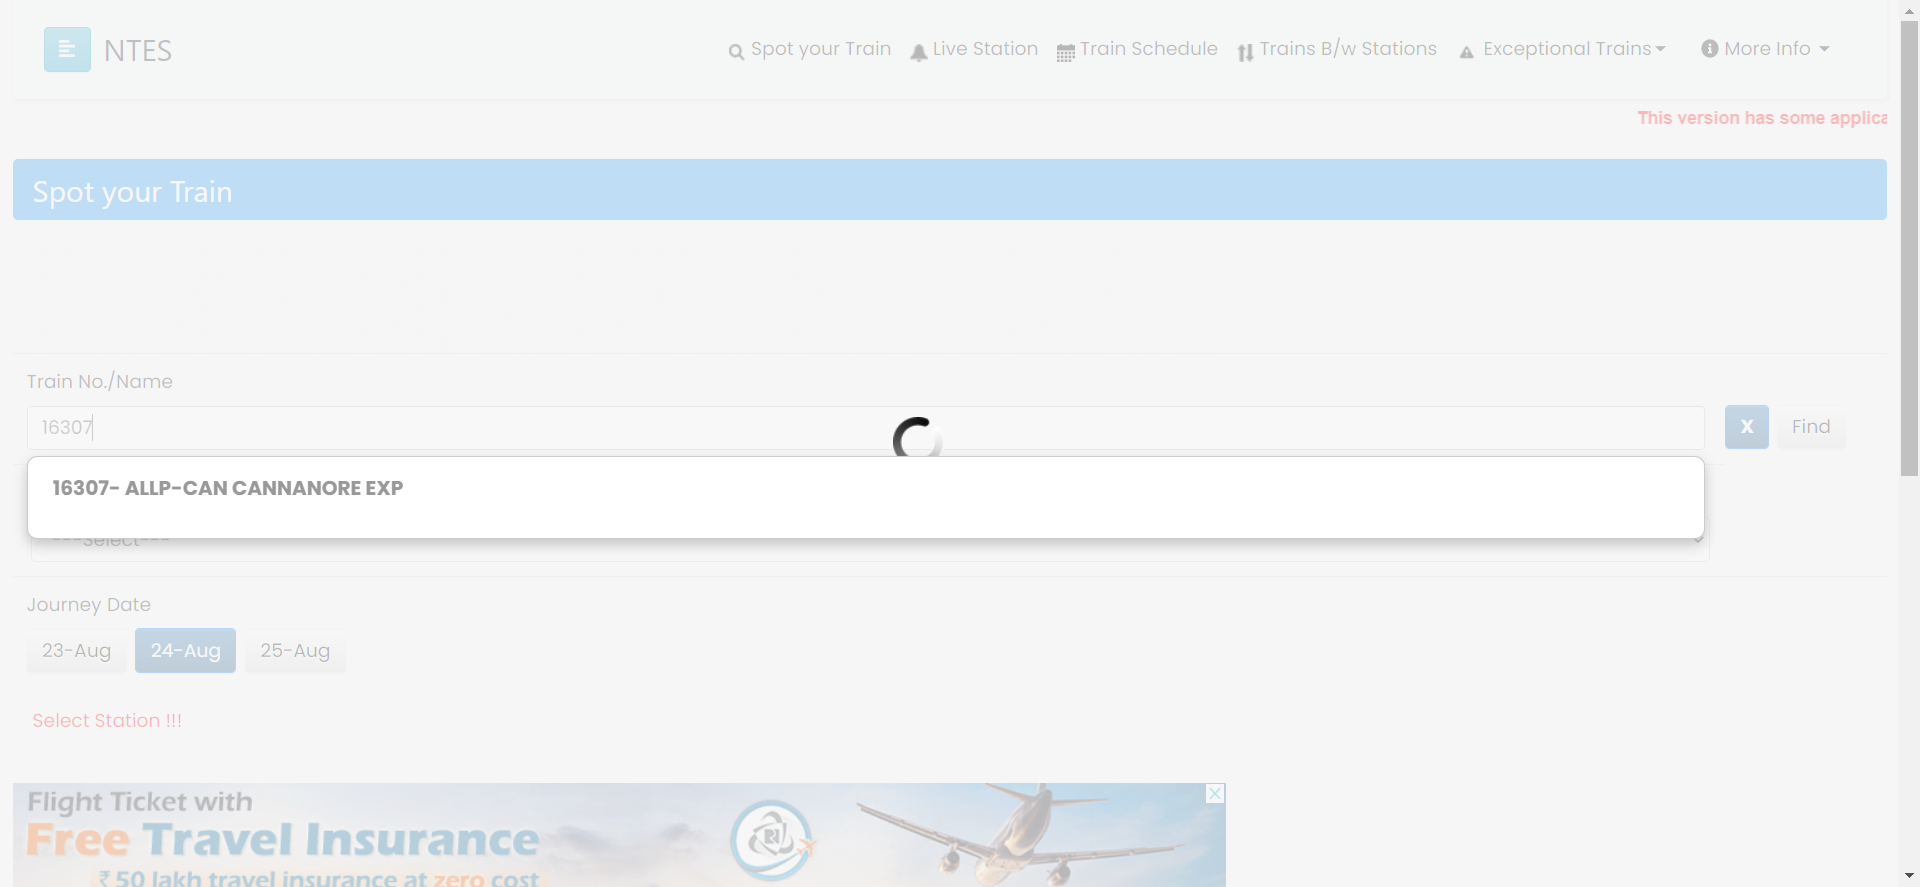 NTES
Spot your Train
Live Station
Train Schedule
Trains B/w Stations
Exceptional Trains
More Info
This version has some applica
Spot your Train
Train No./Name
16307
X
Find
16307- ALLP-CAN CANNANORE EXP
---Select---
Journey Date
23-Aug
24-Aug
25-Aug
Select Station !!!
Flight Ticket with
Free Travel Insurance
₹50 lakh travel insurance at zero cost